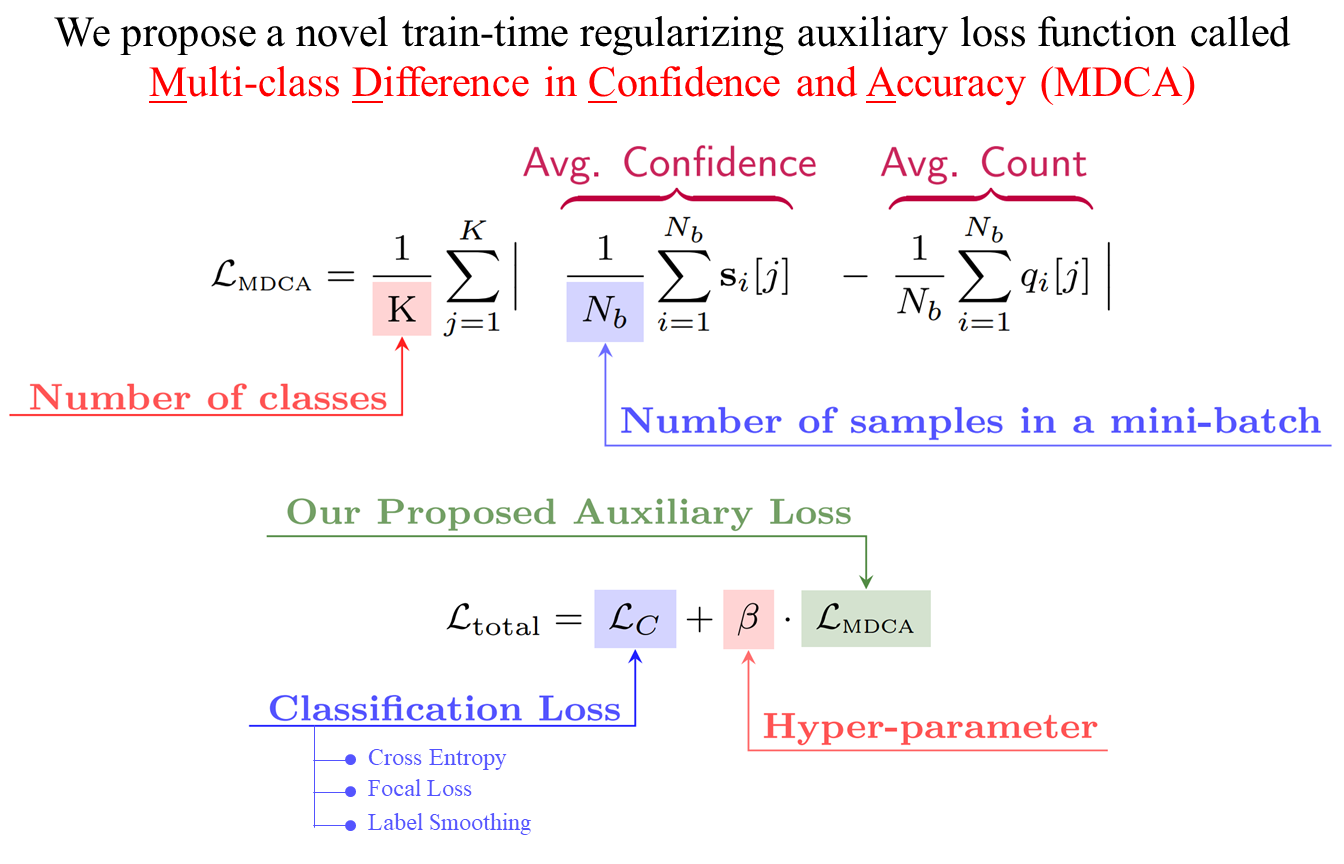 We propose a novel train-time regularizing auxiliary loss function called
Multi-class Difference in Confidence and Accuracy (MDCA)
Avg. Confidence Avg. Count
$\mathcal{L}_{\text{MDCA}} = \frac{1}{K} \sum_{j=1}^{K} \left| \frac{1}{N_b} \sum_{i=1}^{N_b} \mathbf{s}_i[j] - \frac{1}{N_b} \sum_{i=1}^{N_b} q_i[j] \right|$
Number of classes
Number of samples in a mini-batch
Our Proposed Auxiliary Loss
$\mathcal{L}_{\text{total}} = \mathcal{L}_C + \beta \cdot \mathcal{L}_{\text{MDCA}}$
Classification Loss
Hyper-parameter
Cross Entropy
Focal Loss
Label Smoothing